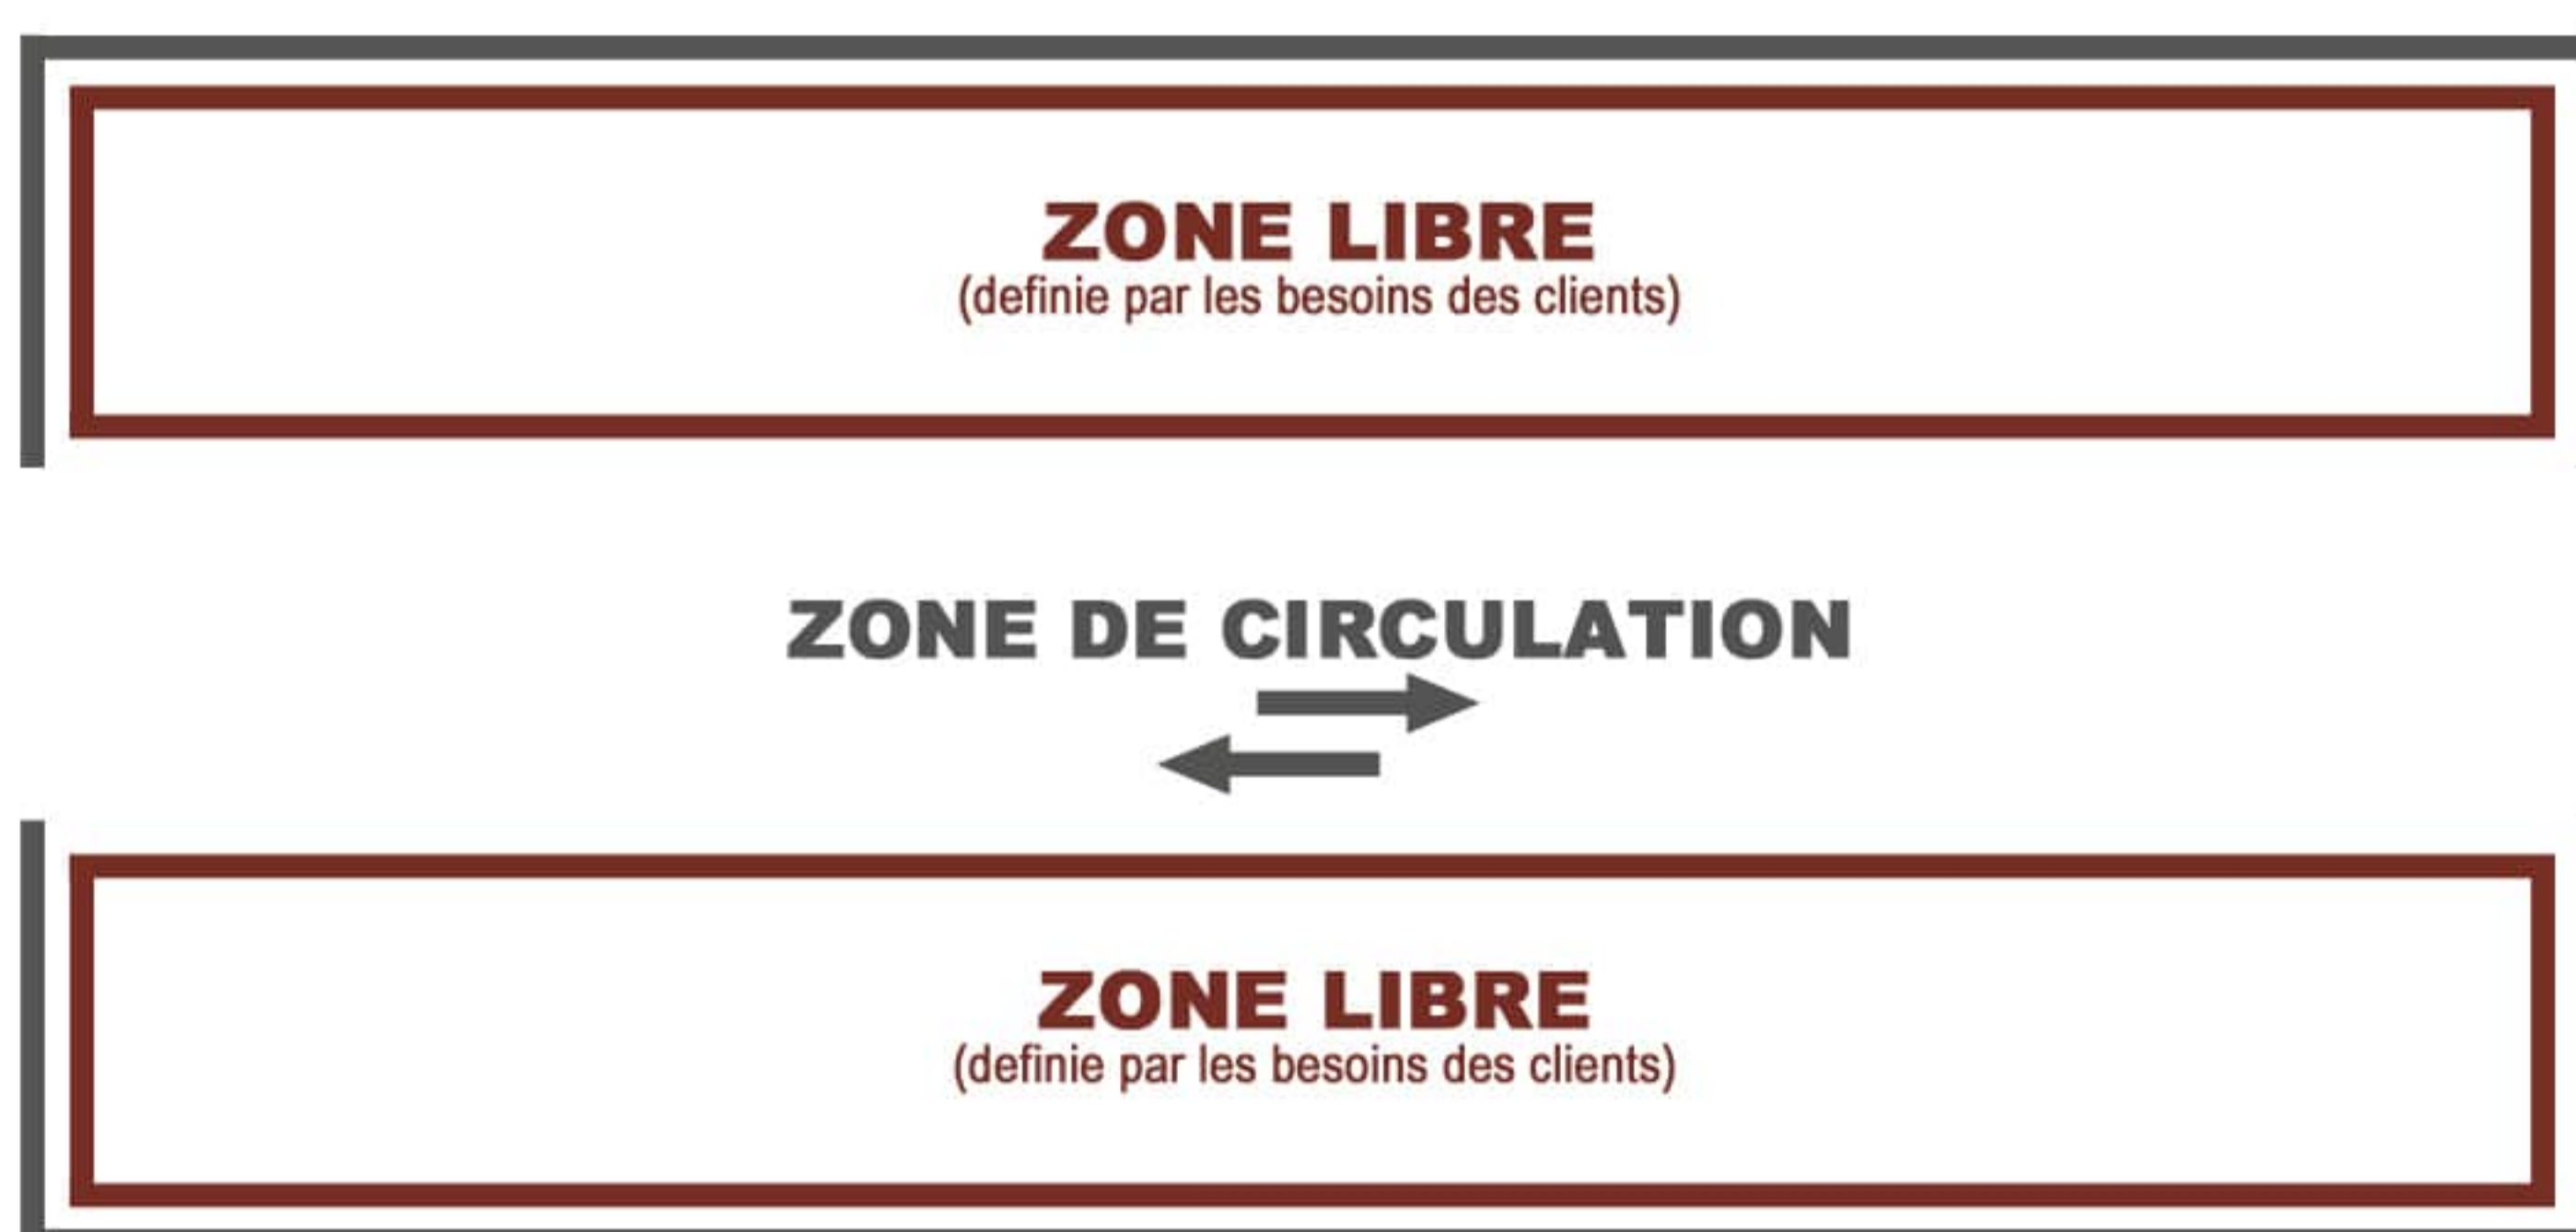 ZONE LIBRE
(definie par les besoins des clients)
ZONE DE CIRCULATION
ZONE LIBRE
(definie par les besoins des clients)